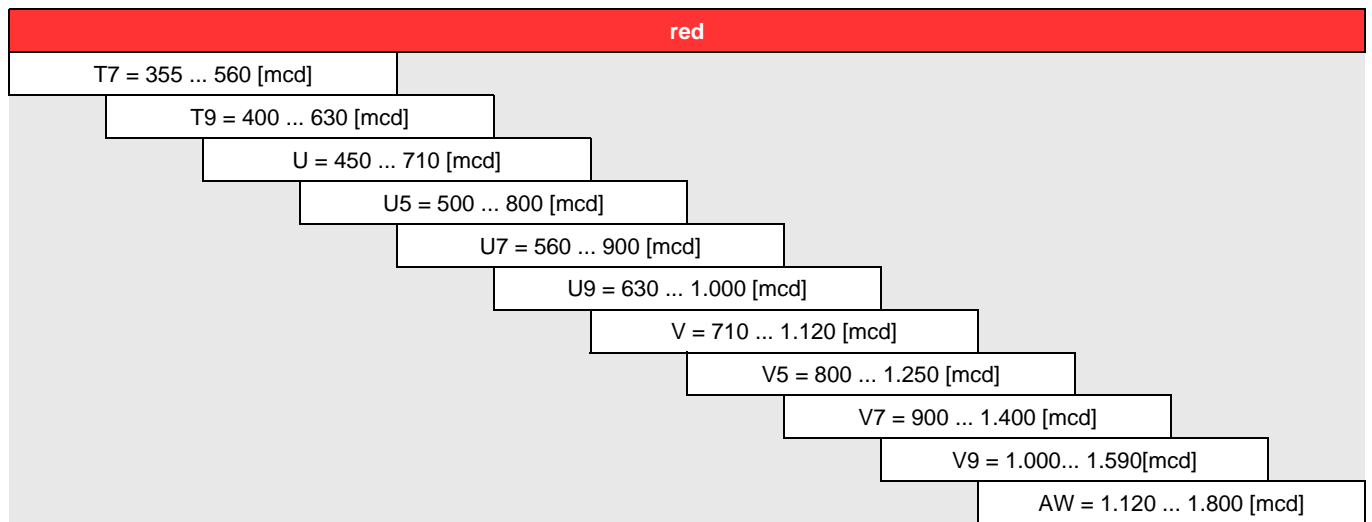 red
T7 = 355 ... 560 [mcd]
T9 = 400 ... 630 [mcd]
U = 450 ... 710 [mcd]
U5 = 500 ... 800 [mcd]
U7 = 560 ... 900 [mcd]
U9 = 630 ... 1.000 [mcd]
V = 710 ... 1.120 [mcd]
V5 = 800 ... 1.250 [mcd]
V7 = 900 ... 1.400 [mcd]
V9 = 1.000... 1.590[mcd]
AW = 1.120 ... 1.800 [mcd]